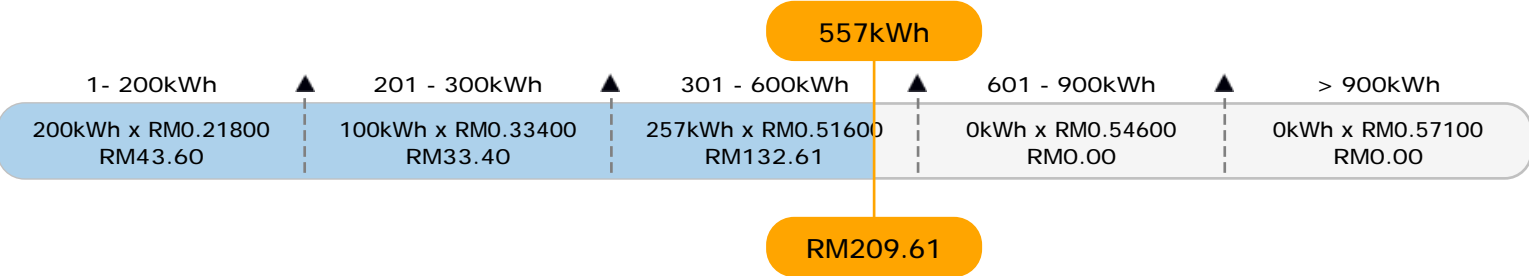 557kWh
1- 200kWh
201 - 300kWh
301 - 600kWh
601 - 900kWh
> 900kWh
200kWh x RM0.21800
RM43.60
100kWh x RM0.33400
RM33.40
257kWh x RM0.51600
RM132.61
0kWh x RM0.54600
RM0.00
0kWh x RM0.57100
RM0.00
RM209.61